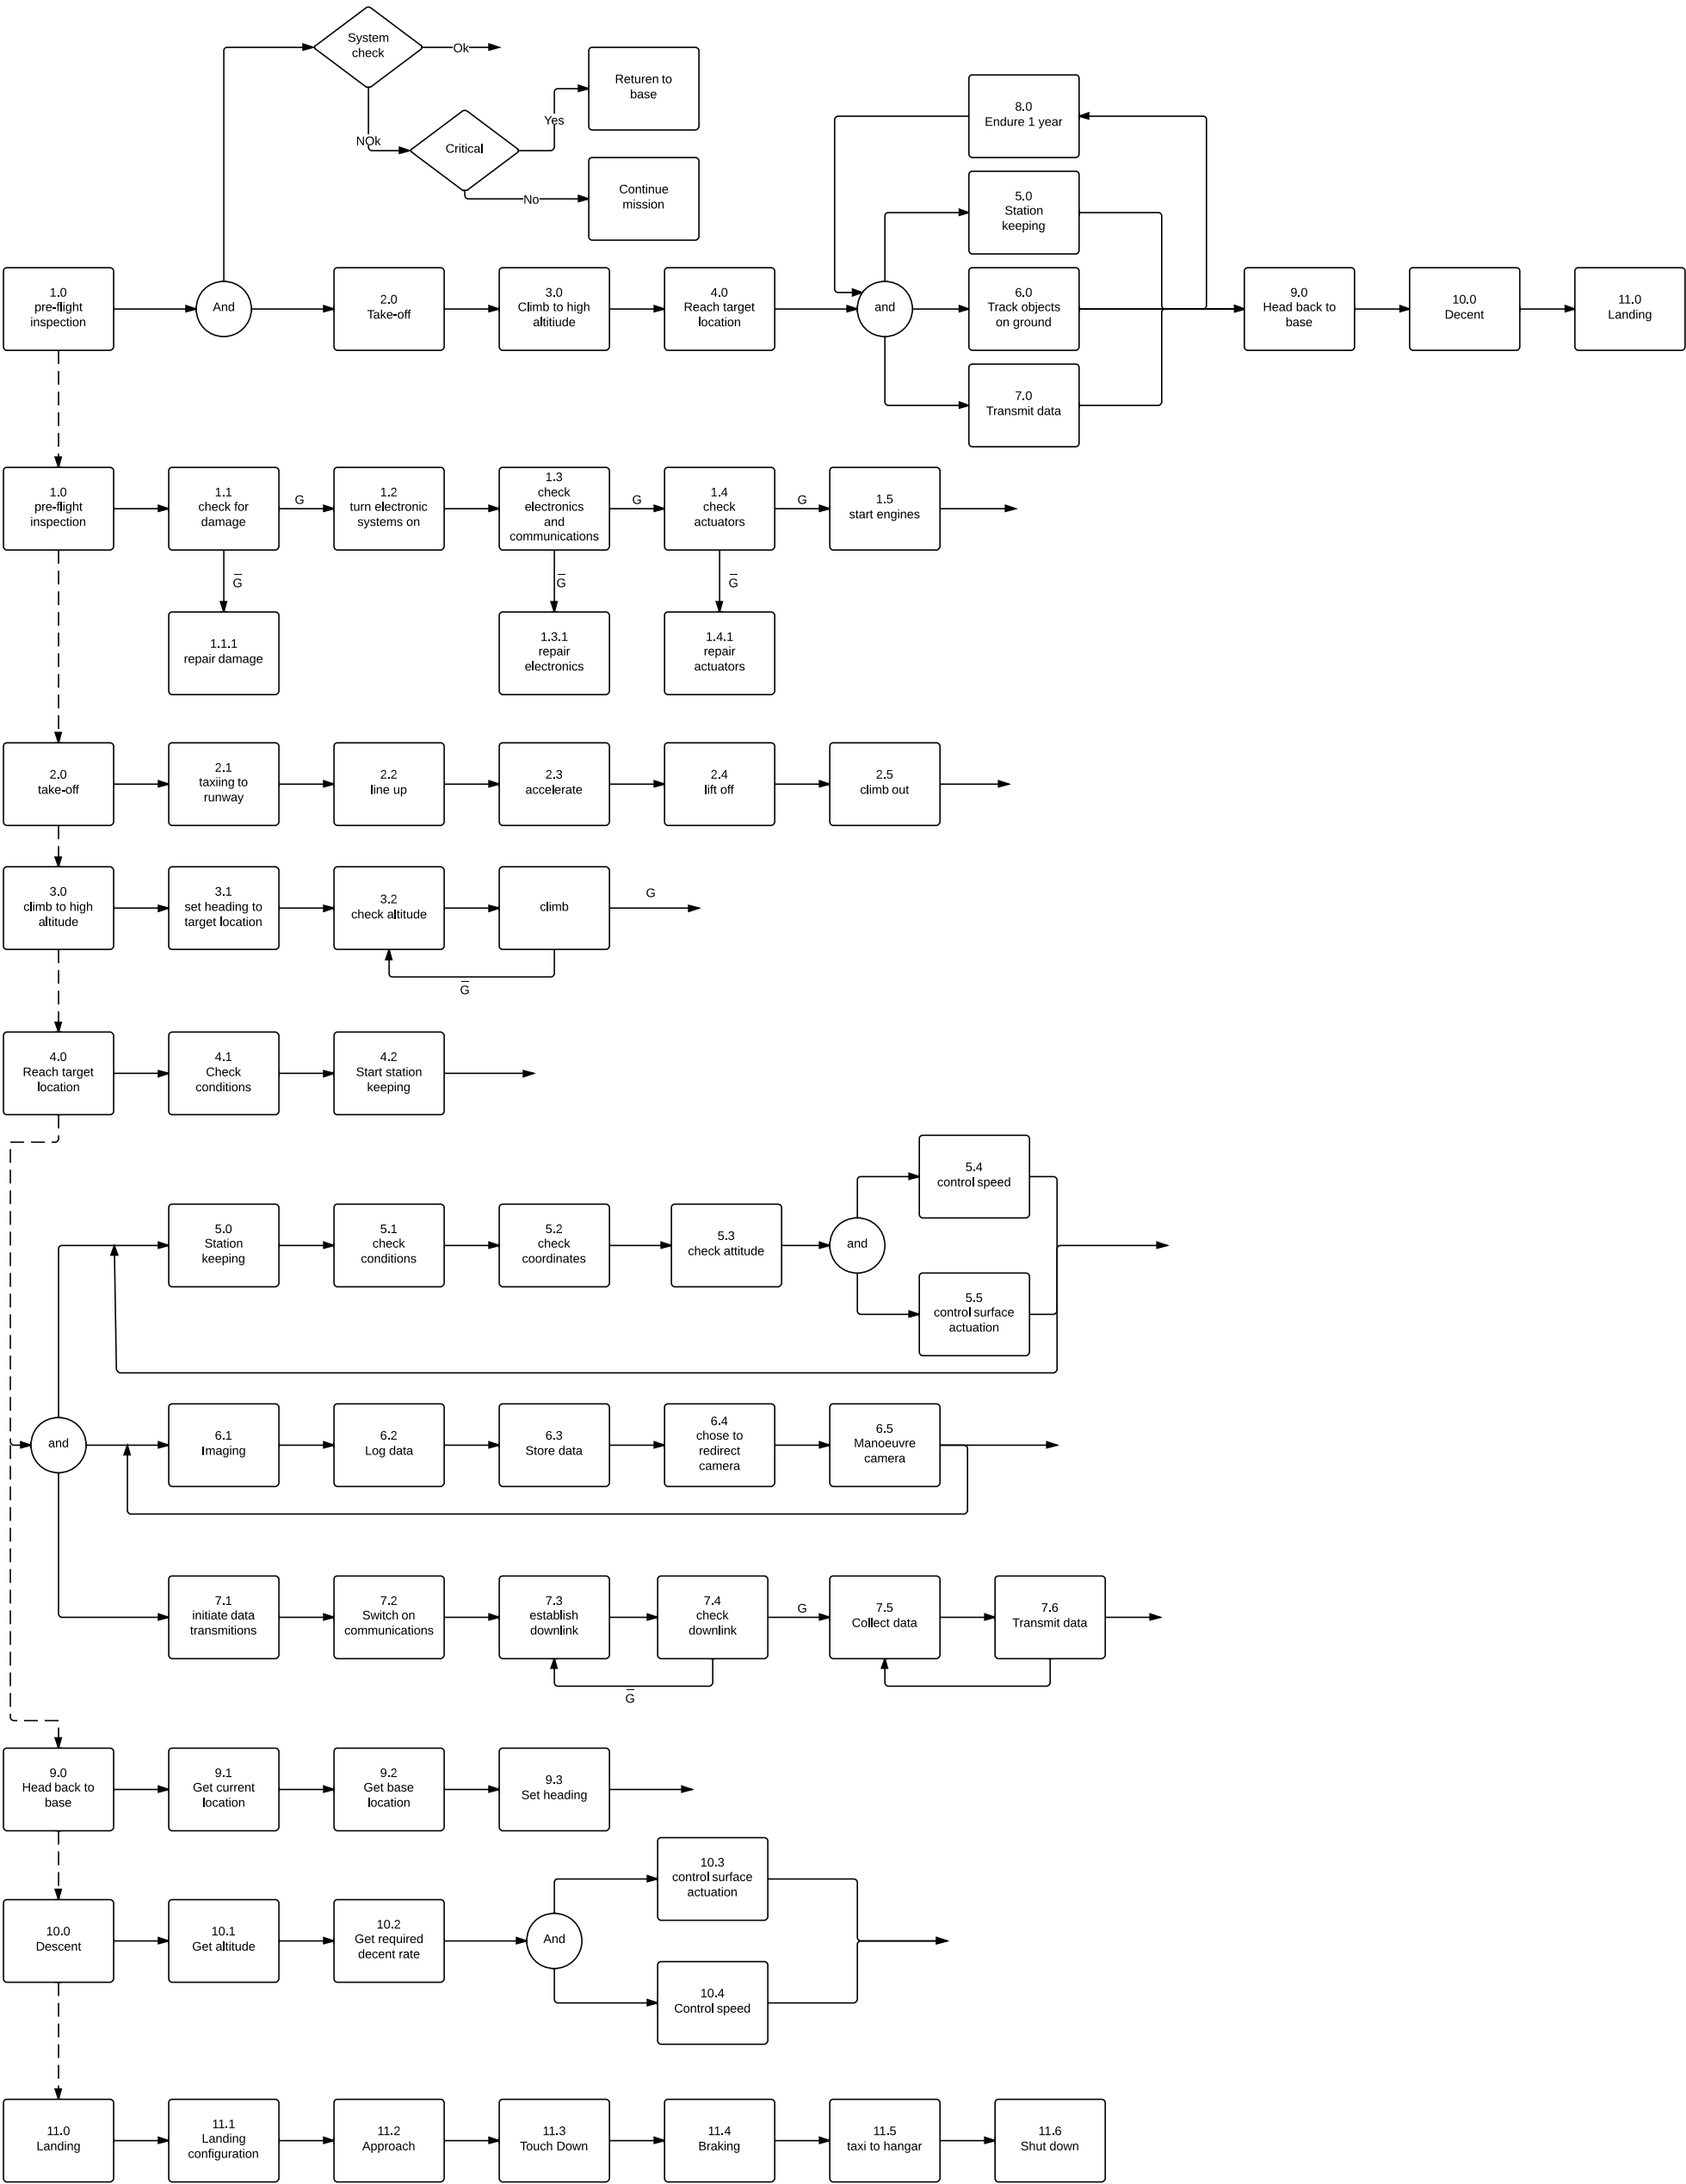 System
check
Ok
NOk
Critical
Yes
No
Returen to
base
Continue
mission
8.0
Endure 1 year
5.0
Station
keeping
1.0
pre-flight
inspection
And
2.0
Take-off
3.0
Climb to high
altitiude
4.0
Reach target
location
and
6.0
Track objects
on ground
9.0
Head back to
base
10.0
Decent
11.0
Landing
7.0
Transmit data
1.0
pre-flight
inspection
1.1
check for
damage
G
1.2
turn electronic
systems on
1.3
check
electronics
and
communications
G
1.4
check
actuators
G
1.5
start engines
G̅
G̅
G̅
1.1.1
repair damage
1.3.1
repair
electronics
1.4.1
repair
actuators
2.0
take-off
2.1
taxiing to
runway
2.2
line up
2.3
accelerate
2.4
lift off
2.5
climb out
3.0
climb to high
altitude
3.1
set heading to
target location
3.2
check altitude
climb
G
G̅
4.0
Reach target
location
4.1
Check
conditions
4.2
Start station
keeping
5.0
Station
keeping
5.1
check
conditions
5.2
check
coordinates
5.3
check attitude
and
5.4
control speed
5.5
control surface
actuation
and
6.1
Imaging
6.2
Log data
6.3
Store data
6.4
chose to
redirect
camera
6.5
Manoeuvre
camera
7.1
initiate data
transmitions
7.2
Switch on
communications
7.3
establish
downlink
7.4
check
downlink
G
7.5
Collect data
7.6
Transmit data
G̅
9.0
Head back to
base
9.1
Get current
location
9.2
Get base
location
9.3
Set heading
10.0
Descent
10.1
Get altitude
10.2
Get required
decent rate
And
10.3
control surface
actuation
10.4
Control speed
11.0
Landing
11.1
Landing
configuration
11.2
Approach
11.3
Touch Down
11.4
Braking
11.5
taxi to hangar
11.6
Shut down